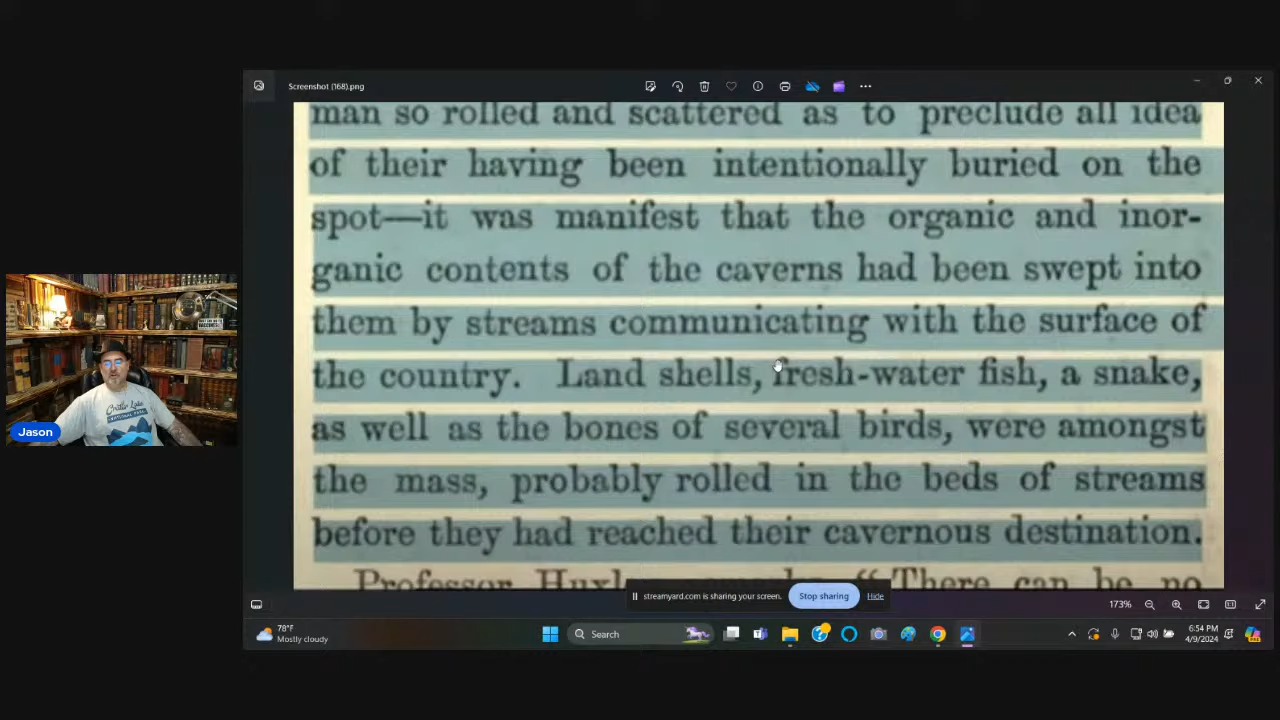 Screenshot (168).png
man so rolled and scattered as to preclude all idea
of their having been intentionally buried on the
spot—it was manifest that the organic and inor-
ganic contents of the caverns had been swept into
them by streams communicating with the surface of
the country. Land shells, fresh-water fish, a snake,
as well as the bones of several birds, were amongst
the mass, probably rolled in the beds of streams
before they had reached their cavernous destination.
Professor "There can be no
streamyard.com is sharing your screen. Stop sharing Hide
173%
Jason
78°F
Mostly cloudy
Search
6:54 PM
4/9/2024